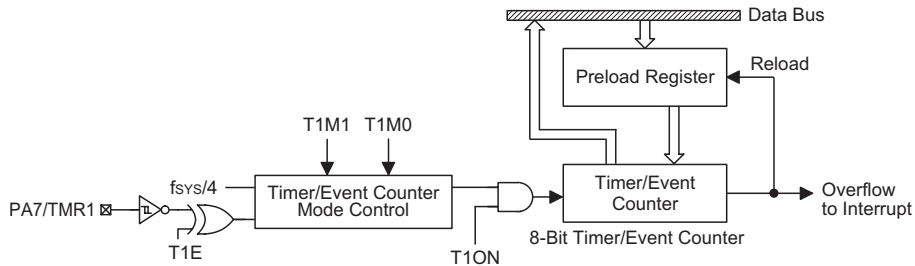 Data Bus
Preload Register
Reload
T1M1 T1M0
fSYS/4
Timer/Event Counter
Mode Control
Timer/Event
Counter
Overflow
to Interrupt
PA7/TMR1
T1E
T1ON
8-Bit Timer/Event Counter